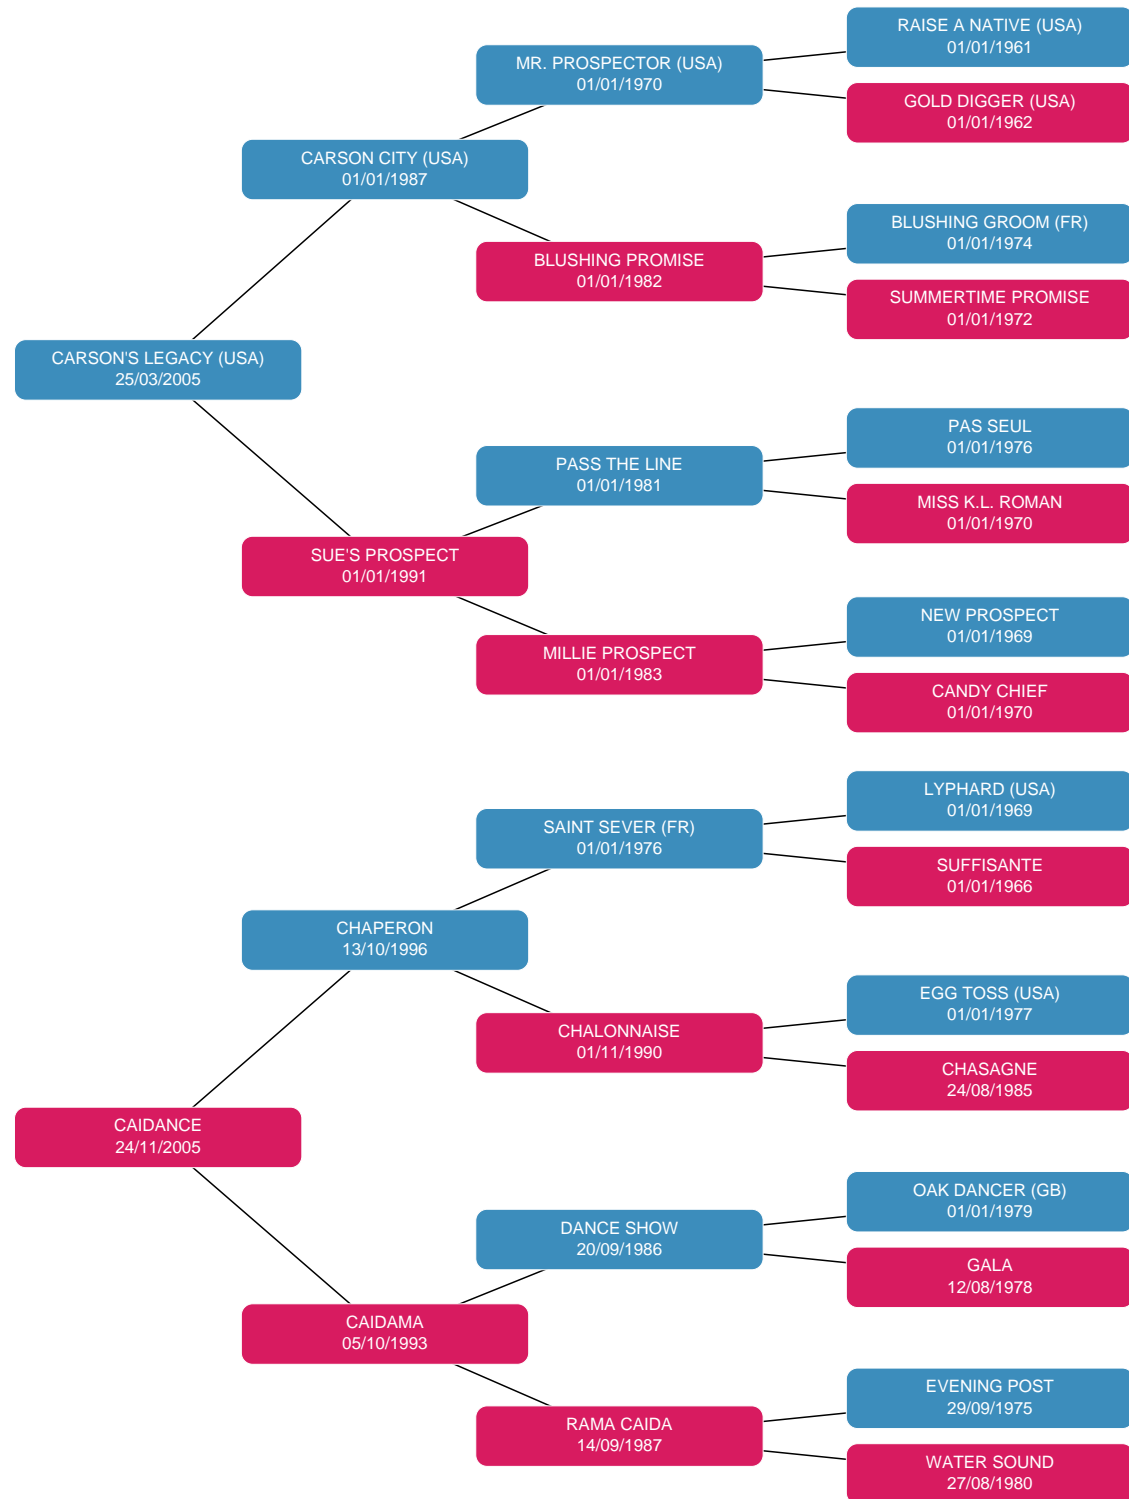 RAISE A NATIVE (USA)
01/01/1961
MR. PROSPECTOR (USA)
01/01/1970
GOLD DIGGER (USA)
01/01/1962
CARSON CITY (USA)
01/01/1987
BLUSHING GROOM (FR)
01/01/1974
BLUSHING PROMISE
01/01/1982
SUMMERTIME PROMISE
01/01/1972
CARSON'S LEGACY (USA)
25/03/2005
PAS SEUL
01/01/1976
PASS THE LINE
01/01/1981
MISS K.L. ROMAN
01/01/1970
SUE'S PROSPECT
01/01/1991
NEW PROSPECT
01/01/1969
MILLIE PROSPECT
01/01/1983
CANDY CHIEF
01/01/1970
LYPHARD (USA)
01/01/1969
SAINT SEVER (FR)
01/01/1976
SUFFISANTE
01/01/1966
CHAPERON
13/10/1996
EGG TOSS (USA)
01/01/1977
CHALONNAISE
01/11/1990
CHASAGNE
24/08/1985
CAIDANCE
24/11/2005
OAK DANCER (GB)
01/01/1979
DANCE SHOW
20/09/1986
GALA
12/08/1978
CAIDAMA
05/10/1993
EVENING POST
29/09/1975
RAMA CAIDA
14/09/1987
WATER SOUND
27/08/1980